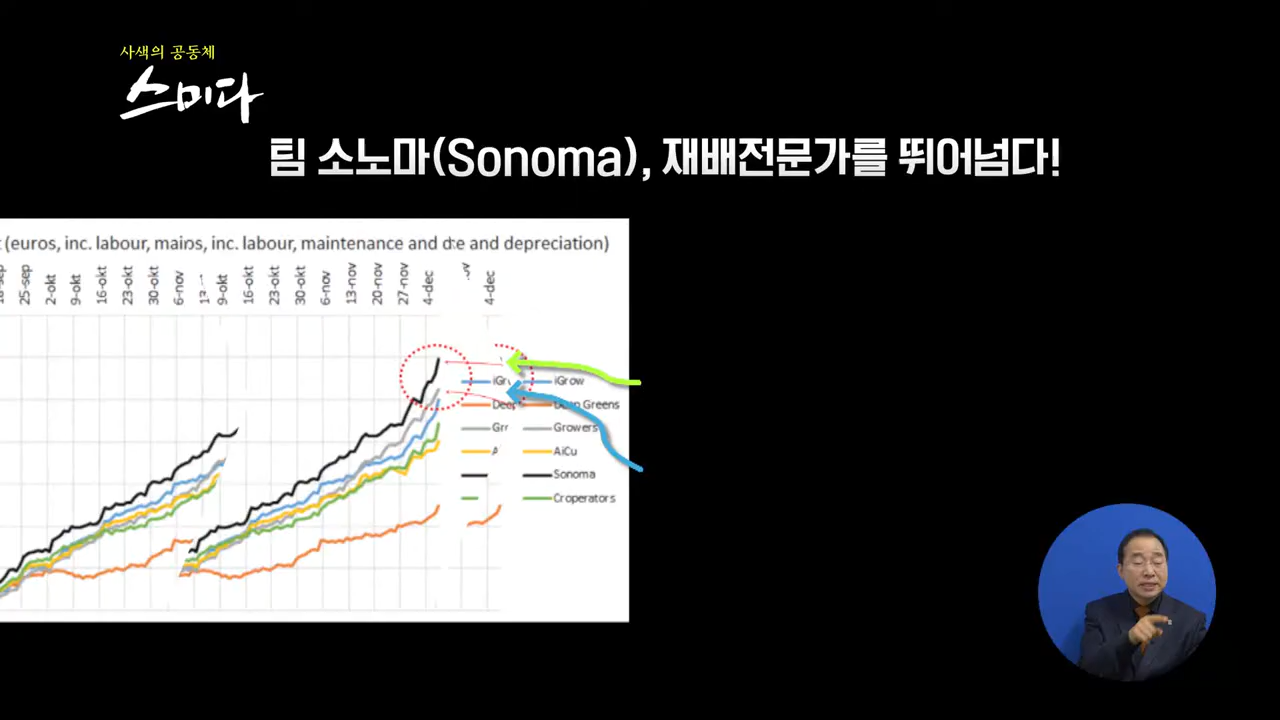 사색의 공동체
스미다
팀 소노마(Sonoma), 재배전문가를 뛰어넘다!
(euros, inc. labour, mains, inc. labour, maintenance and de and depreciation)
25-sep
2-okt
9-okt
16-okt
23-okt
30-okt
6-nov
9-okt
16-okt
23-okt
30-okt
6-nov
13-nov
20-nov
27-nov
4-dec
4-dec
iGrow
Greens
Growers
AiCu
Sonoma
Croperators